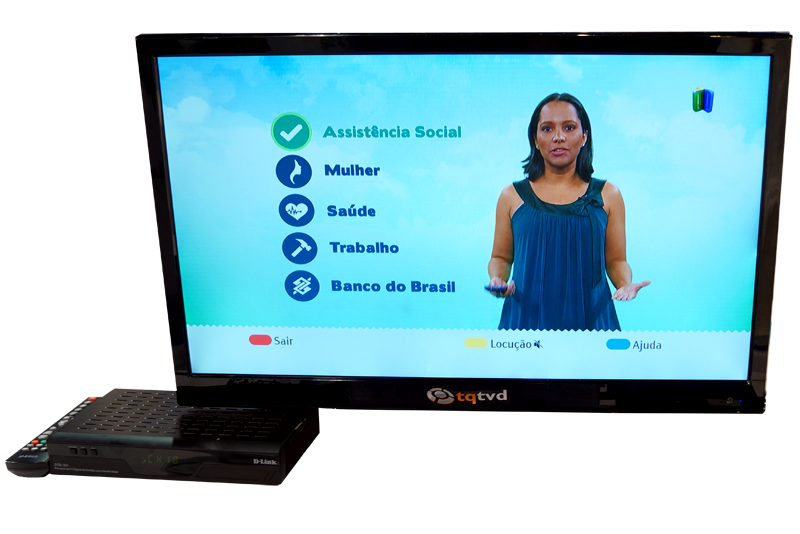 Assistência Social
Mulher
Saúde
Trabalho
Banco do Brasil
Sair
Locução
Ajuda
tqtvd
D-Link